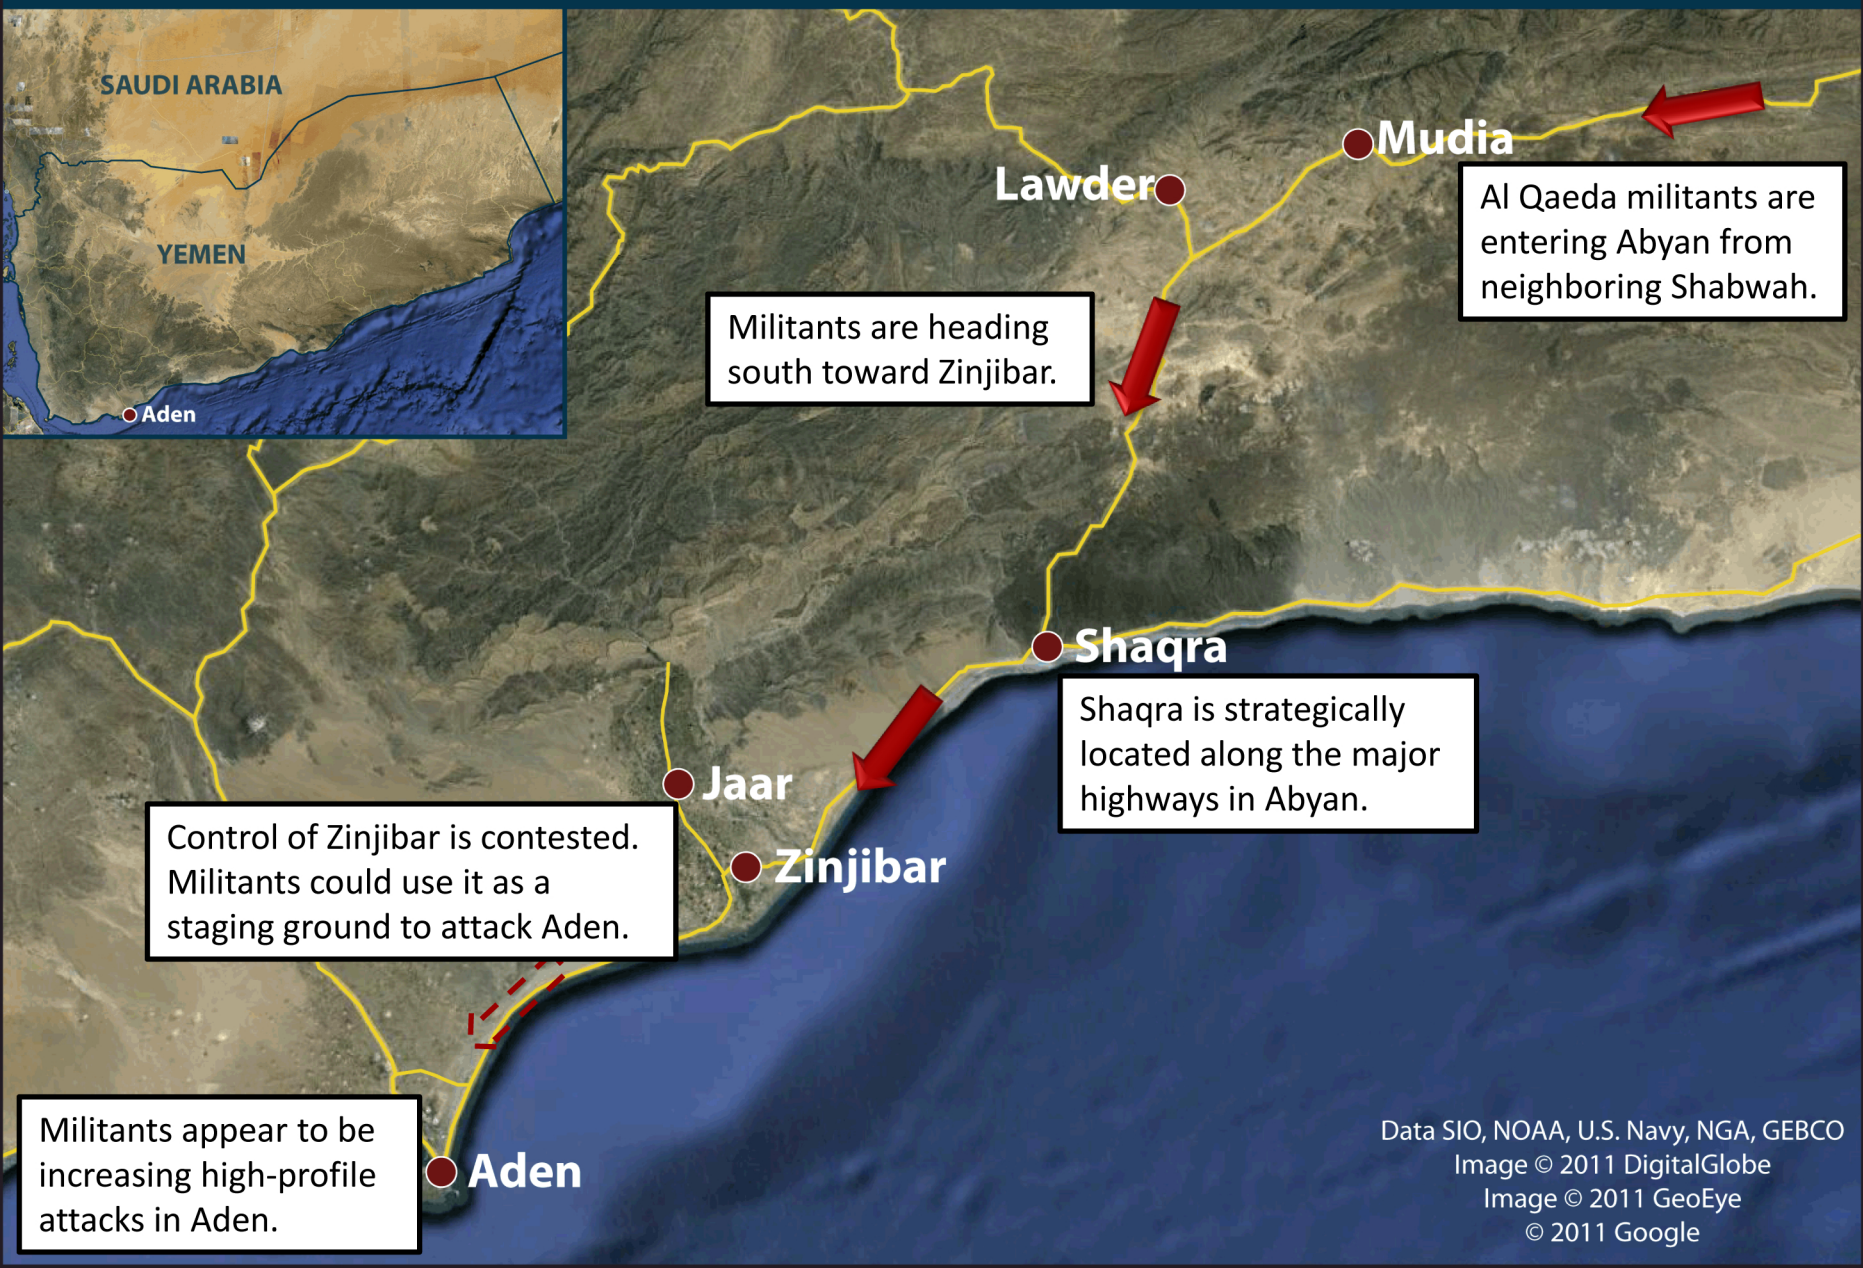 SAUDI ARABIA
YEMEN
Aden
Mudia
Lawder
Al Qaeda militants are
entering Abyan from
neighboring Shabwah.
Militants are heading
south toward Zinjibar.
Shaqra
Shaqra is strategically
located along the major
highways in Abyan.
Jaar
Control of Zinjibar is contested.
Militants could use it as a
staging ground to attack Aden.
Zinjibar
Militants appear to be
increasing high-profile
attacks in Aden.
Aden
Data SIO, NOAA, U.S. Navy, NGA, GEBCO
Image © 2011 DigitalGlobe
Image © 2011 GeoEye
© 2011 Google